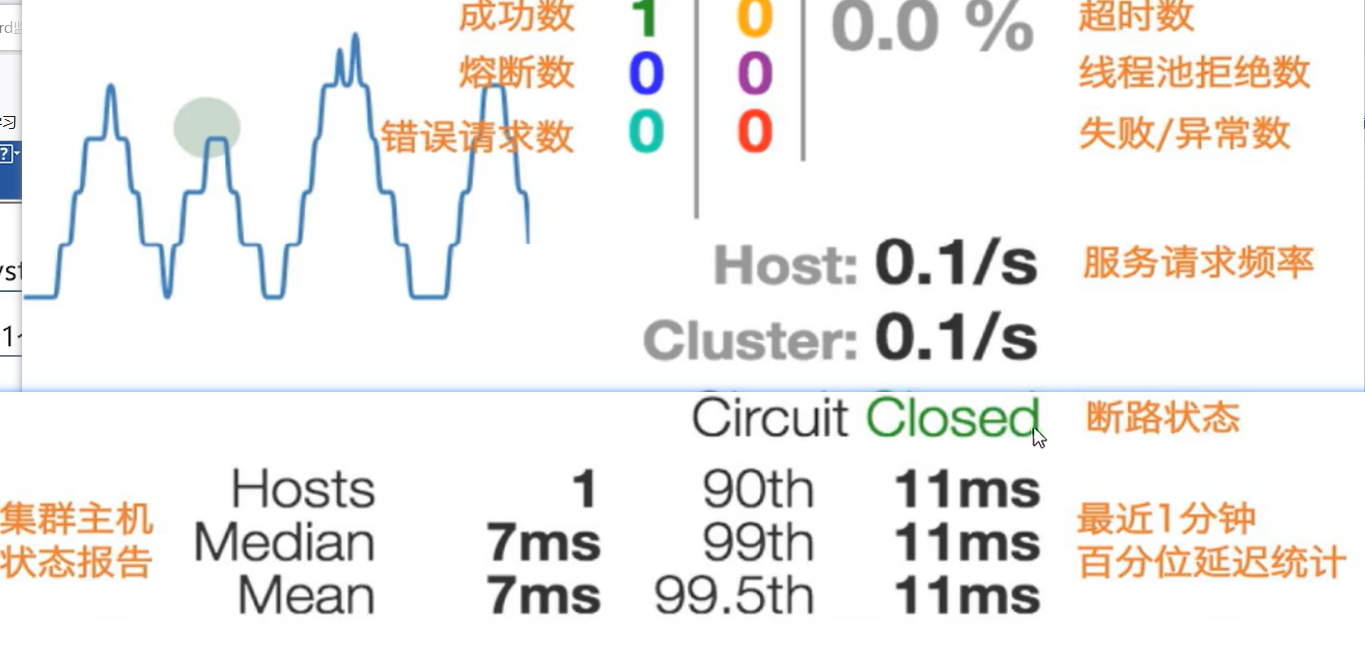 成功数 1 0 0.0 % 超时数
熔断数 0 0 线程池拒绝数
错误请求数 0 0 失败/异常数
Host: 0.1/s 服务请求频率
Cluster: 0.1/s
Circuit Closed 断路状态
集群主机
状态报告
Hosts 1 90th 11ms
Median 7ms 99th 11ms
Mean 7ms 99.5th 11ms
最近1分钟
百分位延迟统计